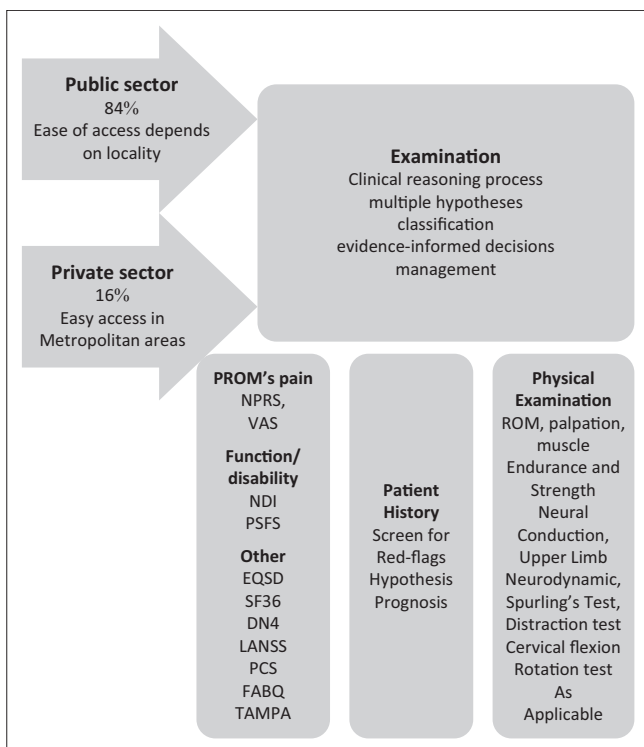 Public sector
84%
Ease of access depends
on locality
Private sector
16%
Easy access in
Metropolitan areas
Examination
Clinical reasoning process
multiple hypotheses
classification
evidence-informed decisions
management
PROM's pain
NPRS,
VAS
Function/
disability
NDI
PSFS
Other
EQSD
SF36
DN4
LANSS
PCS
FABQ
TAMPA
Patient
History
Screen for
Red-flags
Hypothesis
Prognosis
Physical
Examination
ROM, palpation,
muscle
Endurance and
Strength
Neural
Conduction,
Upper Limb
Neurodynamic,
Spurling's Test,
Distraction test
Cervical flexion
Rotation test
As
Applicable